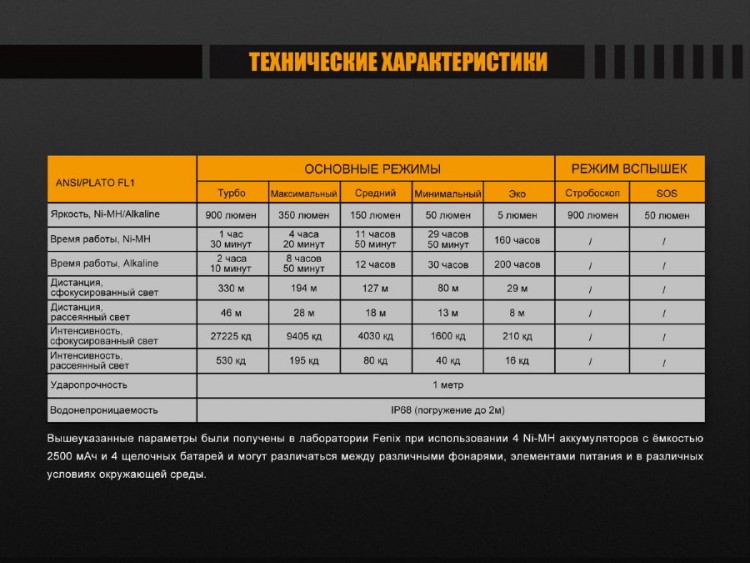 ТЕХНИЧЕСКИЕ ХАРАКТЕРИСТИКИ
ANSI/PLATO FL1 ОСНОВНЫЕ РЕЖИМЫ РЕЖИМ ВСПЫШЕК
Турбо Максимальный Средний Минимальный Эко Стробоскоп SOS
Яркость, Ni-MH/Alkaline 900 люмен 350 люмен 150 люмен 50 люмен 5 люмен 900 люмен 50 люмен
Время работы, Ni-MH 1 час 30 минут 4 часа 20 минут 11 часов 50 минут 29 часов 50 минут 160 часов / /
Время работы, Alkaline 2 часа 10 минут 8 часов 50 минут 12 часов 30 часов 200 часов / /
Дистанция, сфокусированный свет 330 м 194 м 127 м 80 м 29 м / /
Дистанция, рассеянный свет 46 м 28 м 18 м 13 м 8 м / /
Интенсивность, сфокусированный свет 27225 кд 9405 кд 4030 кд 1600 кд 210 кд / /
Интенсивность, рассеянный свет 530 кд 195 кд 80 кд 40 кд 16 кд / /
Ударопрочность 1 метр
Водонепроницаемость IP68 (погружение до 2м)
Вышеуказанные параметры были получены в лаборатории Fenix при использовании 4 Ni-MH аккумуляторов с ёмкостью
2500 мАч и 4 щелочных батарей и могут различаться между различными фонарями, элементами питания и в различных
условиях окружающей среды.